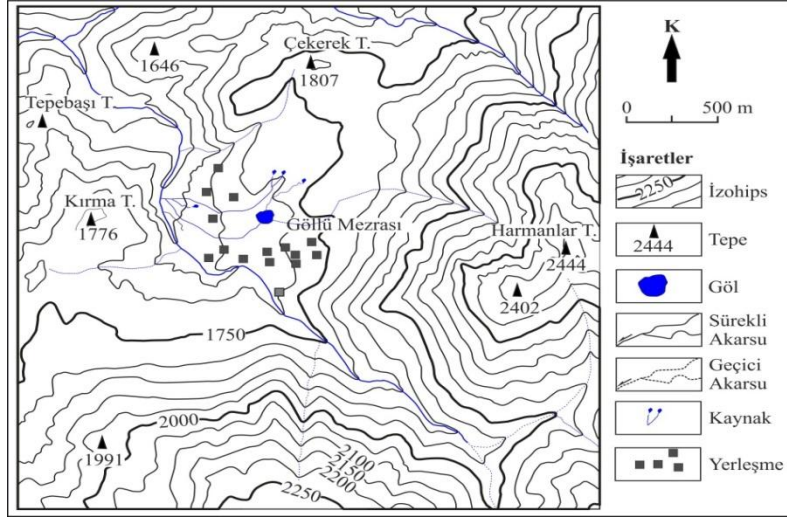 Çekerek T.
1807
1646
Tepebaşı T.
Kırma T.
1776
Göllü Mezrası
Harmanlar T.
2444
2402
1750
2000
1991
2100
2150
2200
2250
K
0 500 m
İşaretler
2250
İzohips
2444
Tepe
Göl
Sürekli
Akarsu
Geçici
Akarsu
Kaynak
Yerleşme